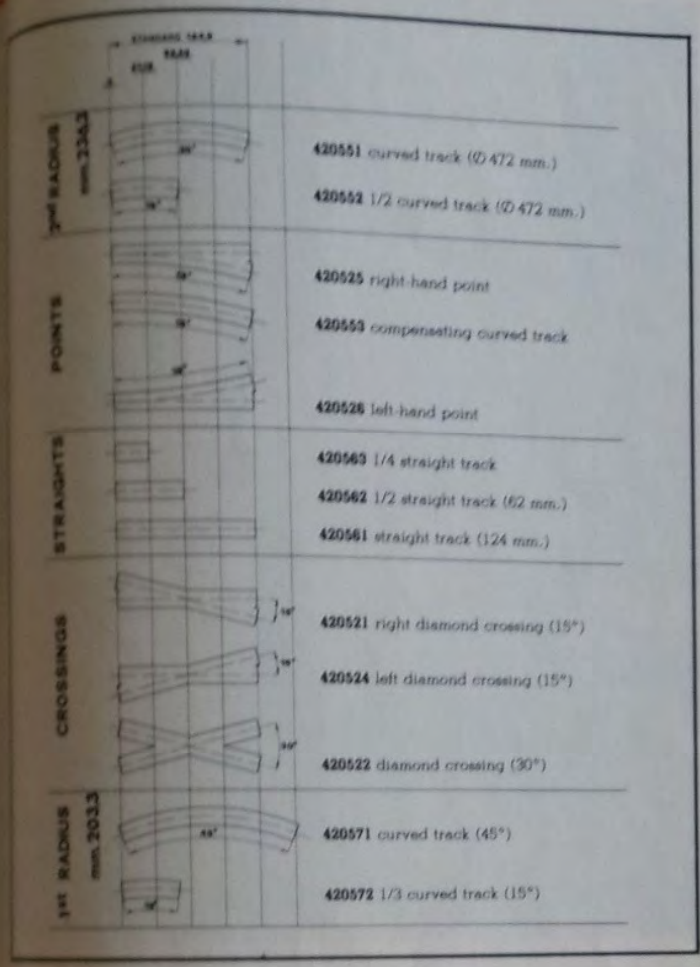 STANDARD
2nd RADIUS
mm.236,3
420551 curved track (∅ 472 mm.)
420552 1/2 curved track (∅ 472 mm.)
POINTS
420525 right-hand point
420553 compensating curved track
420526 left-hand point
STRAIGHTS
420563 1/4 straight track
420562 1/2 straight track (62 mm.)
420561 straight track (124 mm.)
CROSSINGS
420521 right diamond crossing (15°)
420524 left diamond crossing (15°)
420522 diamond crossing (30°)
1st RADIUS
mm.203,3
420571 curved track (45°)
420572 1/3 curved track (15°)